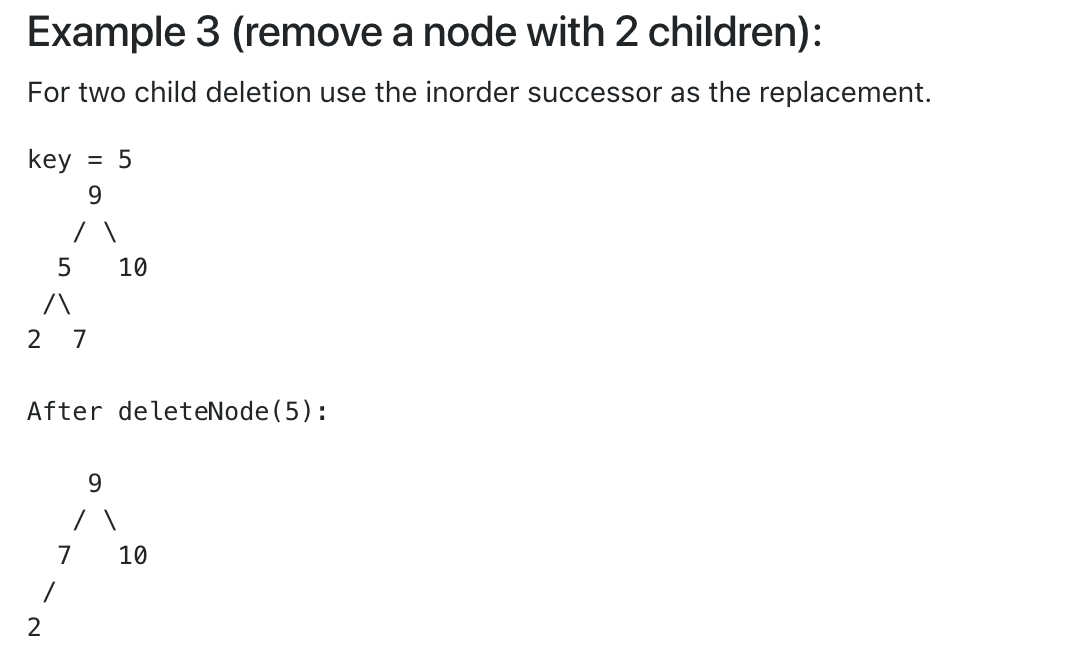 Example 3 (remove a node with 2 children):
For two child deletion use the inorder successor as the replacement.
key = 5
    9
   / \
  5   10
 /\
2  7
After deleteNode(5):
    9
   / \
  7   10
 /
2